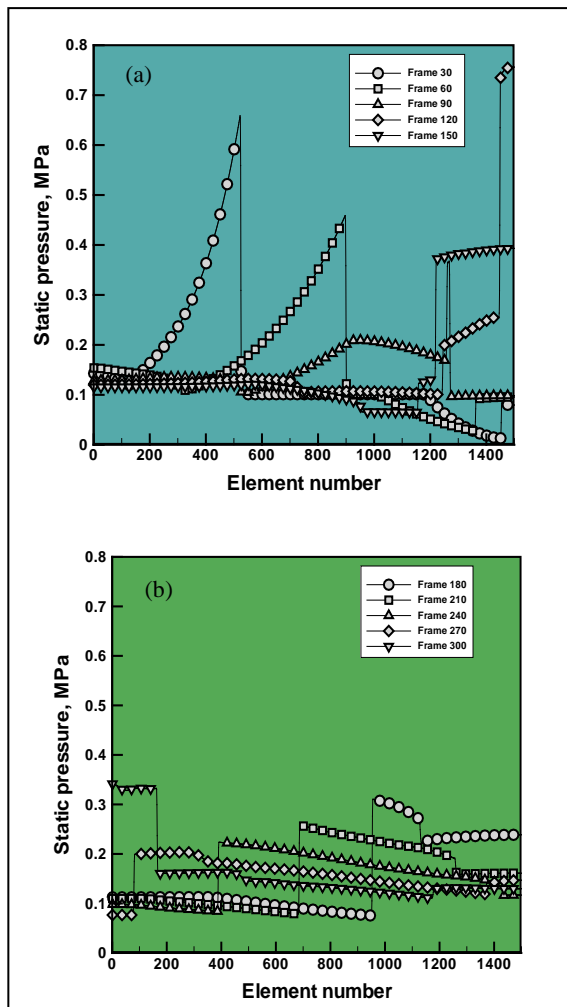 (a)
Frame 30
Frame 60
Frame 90
Frame 120
Frame 150
Static pressure, MPa
0.8
0.7
0.6
0.5
0.4
0.3
0.2
0.1
0
0 200 400 600 800 1000 1200 1400
Element number
(b)
Frame 180
Frame 210
Frame 240
Frame 270
Frame 300
Static pressure, MPa
0.8
0.7
0.6
0.5
0.4
0.3
0.2
0.1
0
0 200 400 600 800 1000 1200 1400
Element number